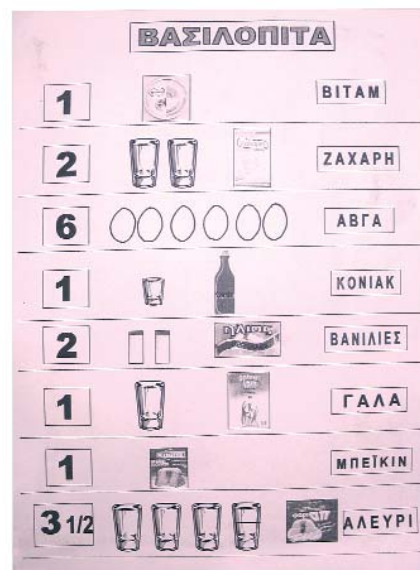 ΒΑΣΙΛΟΠΙΤΑ
1 ΒΙΤΑΜ
2 ΖΑΧΑΡΗ
6 ΑΒΓΑ
1 ΚΟΝΙΑΚ
2 ΒΑΝΙΛΙΕΣ
1 ΓΑΛΑ
1 ΜΠΕΪΚΙΝ
3 1/2 ΑΛΕΥΡΙ